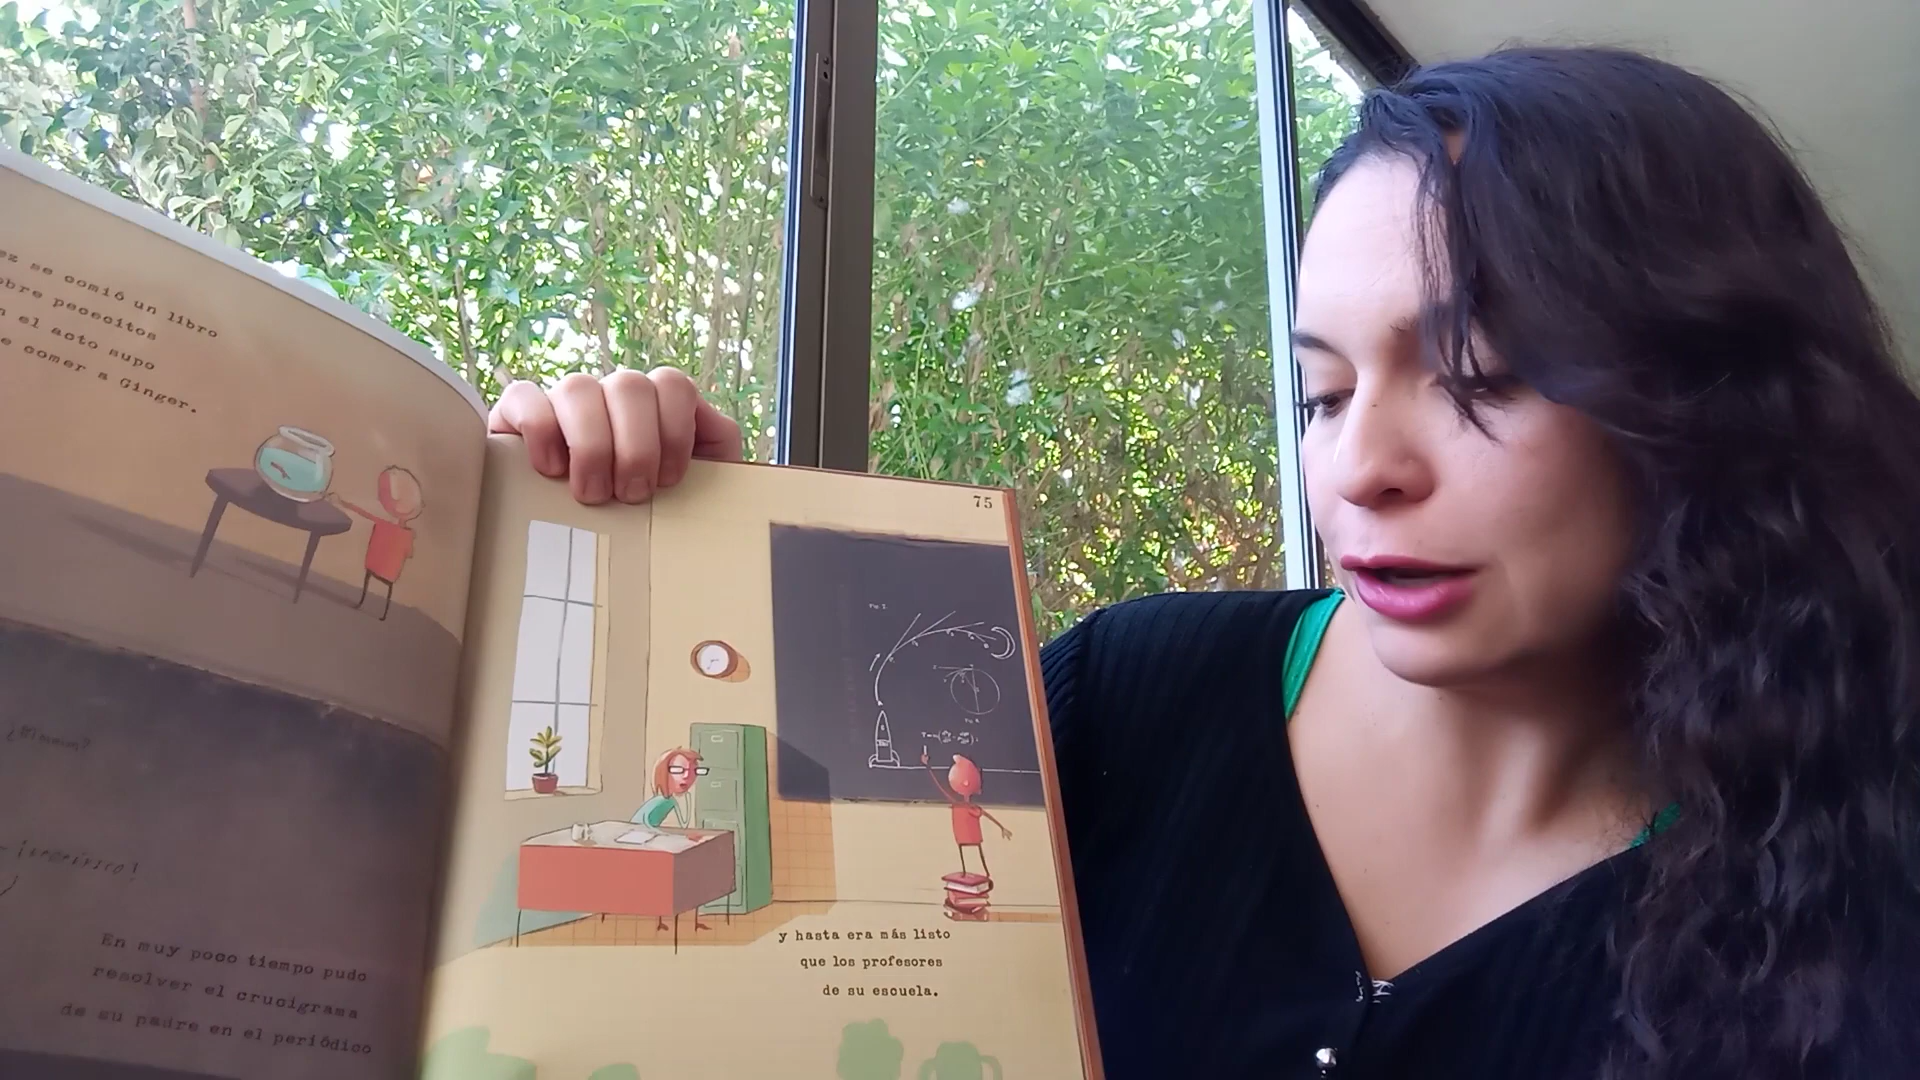 se comió un libro
pececitos
el acto supo
comer a Ginger.
¿Hmmmm?
En muy poco tiempo pudo
resolver el crucigrama
de su padre en el periódico
75
y hasta era más listo
que los profesores
de su escuela.